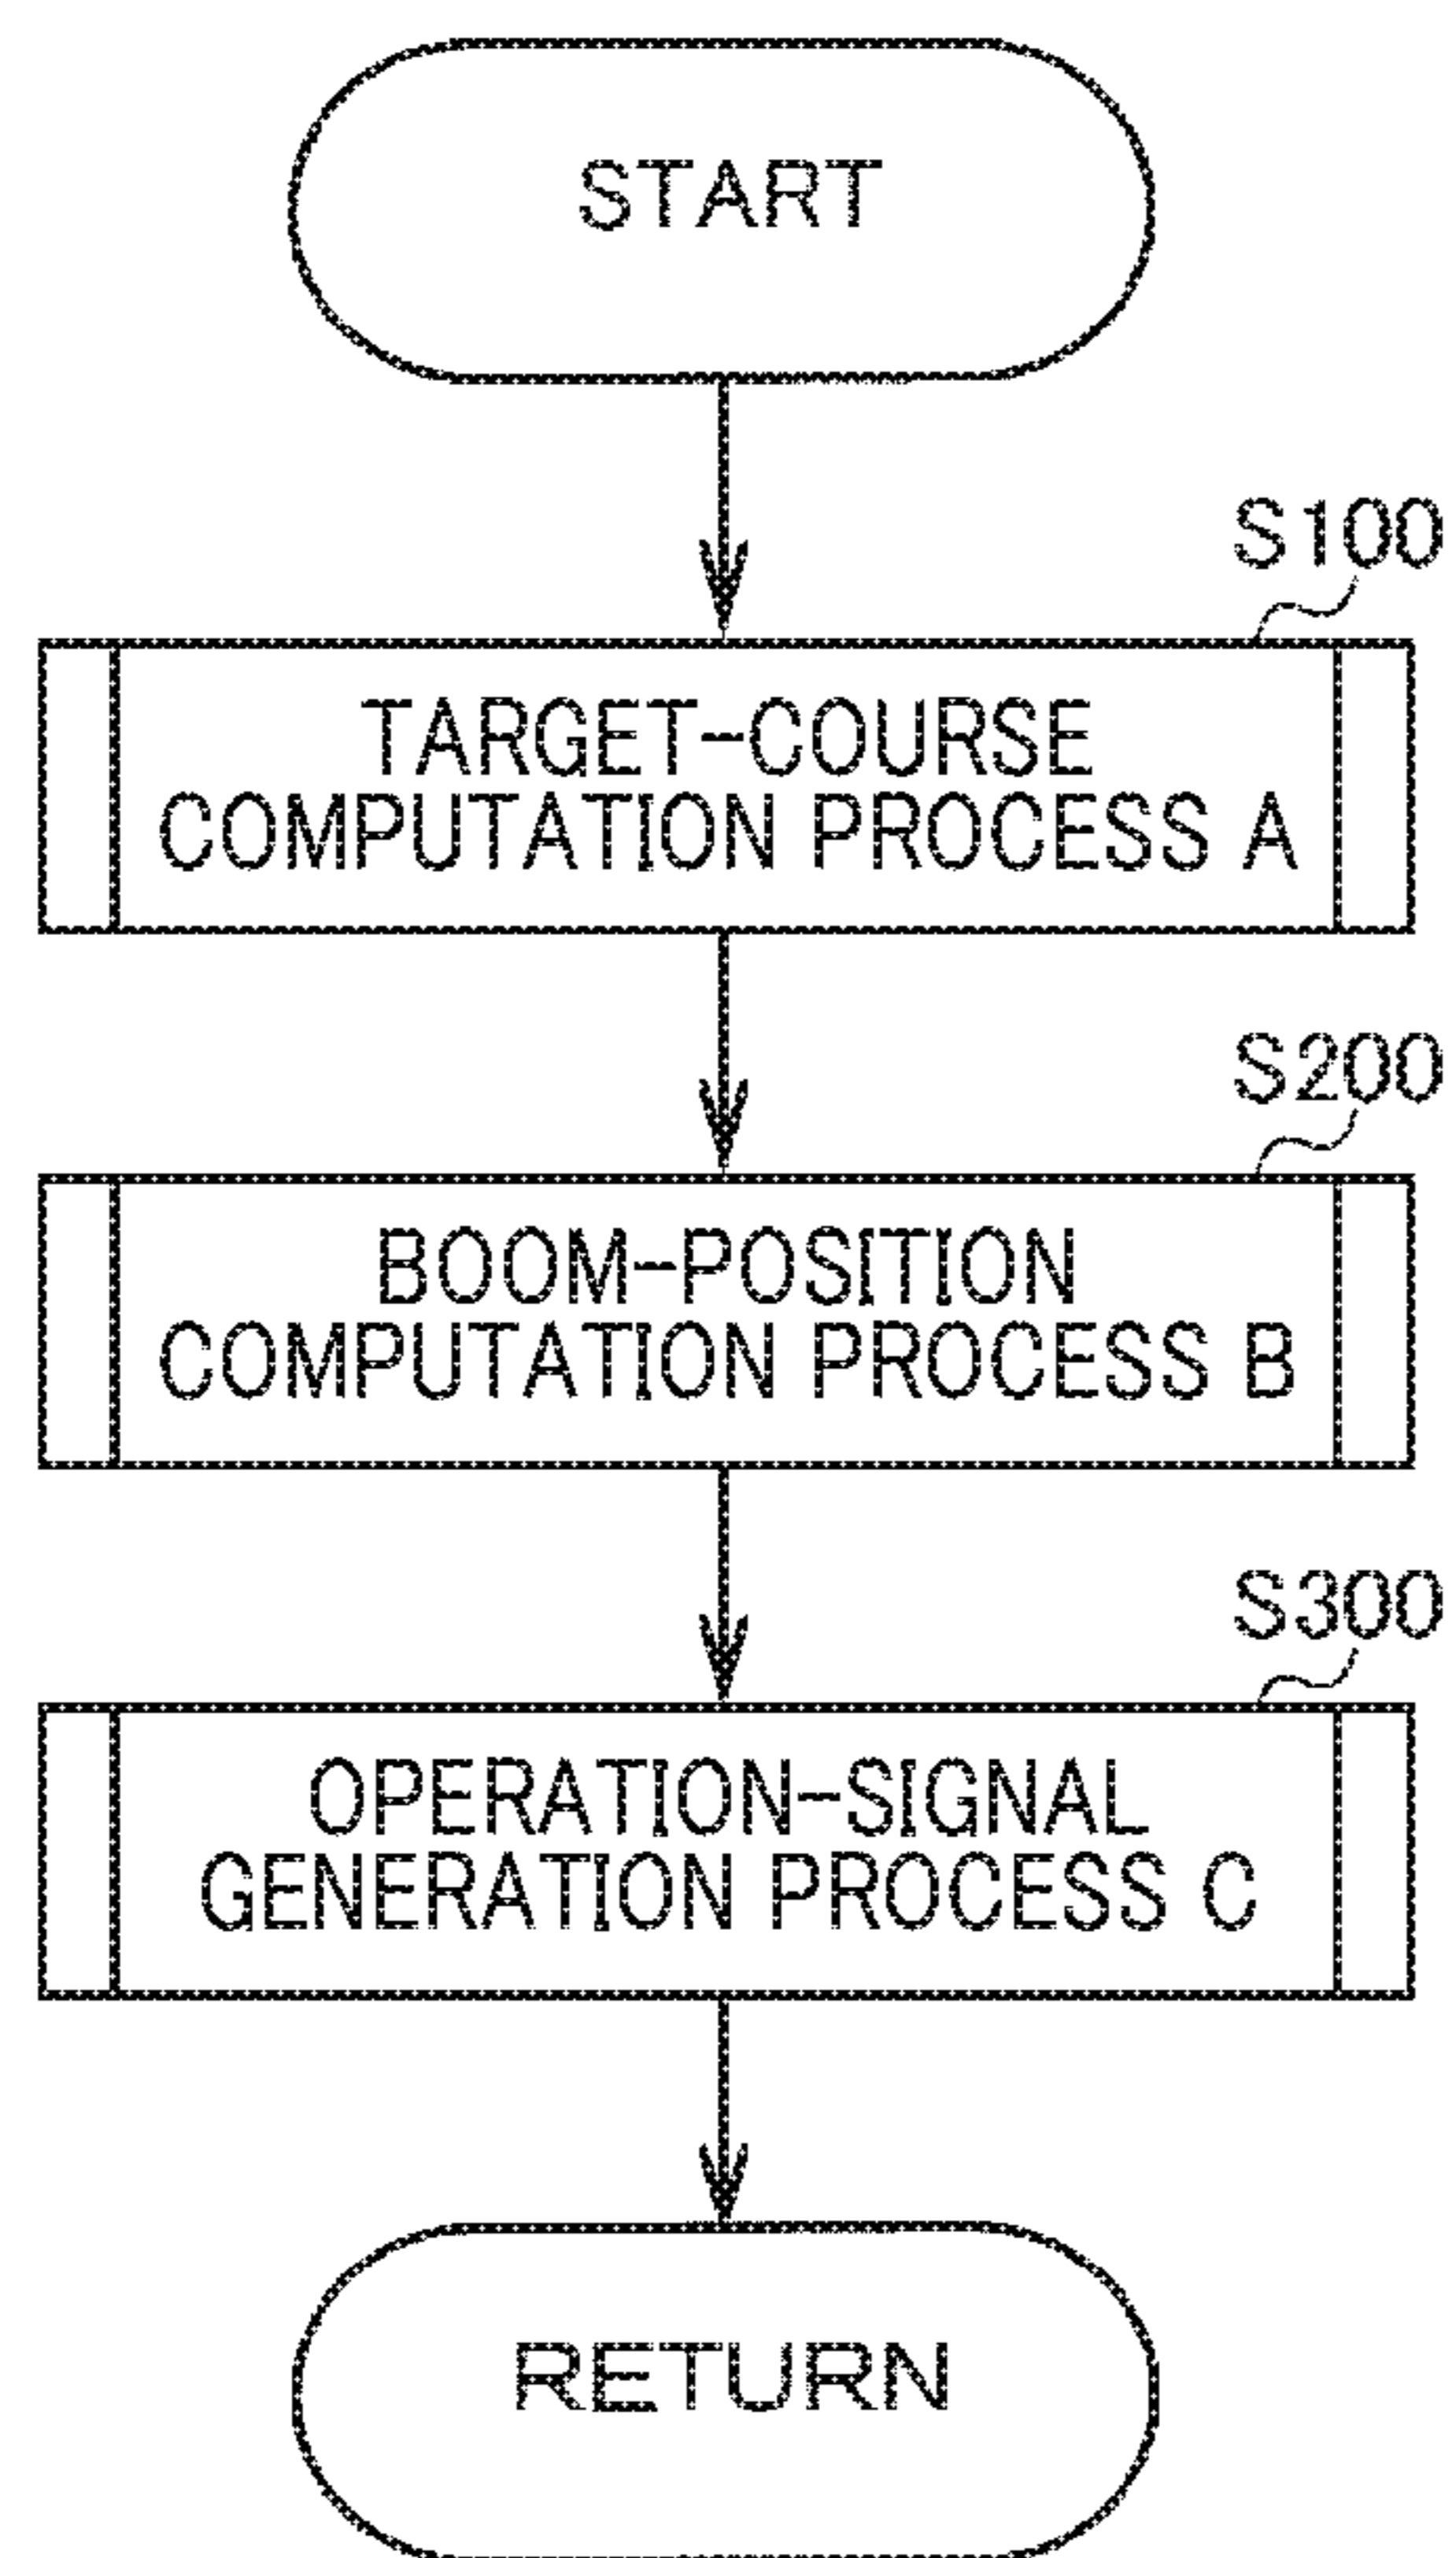 START
S100
TARGET-COURSE
COMPUTATION PROCESS A
S200
BOOM-POSITION
COMPUTATION PROCESS B
S300
OPERATION-SIGNAL
GENERATION PROCESS C
RETURN